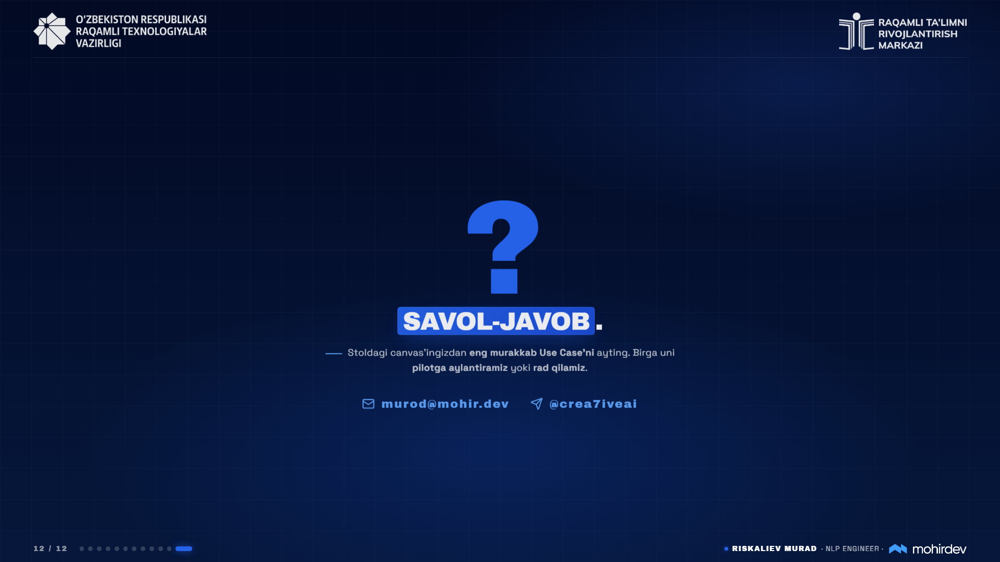 O'ZBEKISTON RESPUBLIKASI
RAQAMLI TEXNOLOGIYALAR
VAZIRLIGI
RAQAMLI TA’LIMNI
RIVOJLANTIRISH
MARKAZI
?
SAVOL-JAVOB.
— Stoldagi canvas’ingizdan eng murakkab Use Case’ni ayting. Birga uni
pilotga aylantiramiz yoki rad qilamiz.
murod@mohir.dev @crea7iveai
12 / 12
RISKALIEV MURAD · NLP ENGINEER · mohirdev